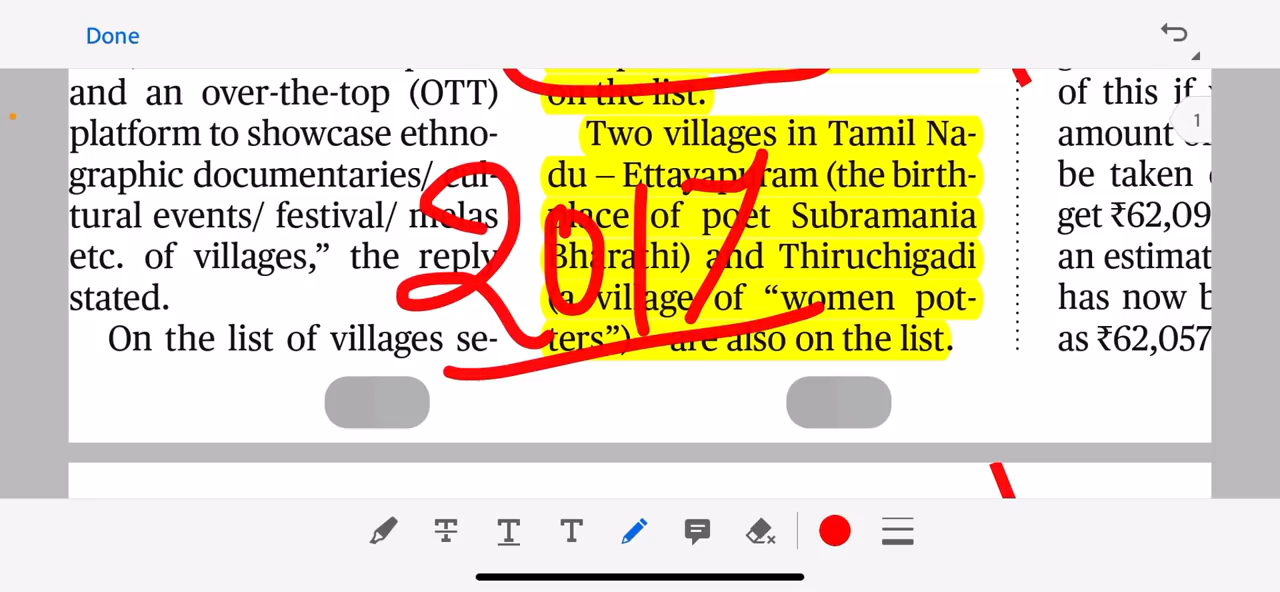 Done
and an over-the-top (OTT)
platform to showcase ethno-
graphic documentaries/ cul-
tural events/ festival/ melas
etc. of villages,” the reply
stated.
On the list of villages se-
on the list.
Two villages in Tamil Na-
du – Ettayapuram (the birth-
place of poet Subramania
Bharathi) and Thiruchigadi
(a village of “women pot-
ters”) are also on the list.
2017
of this if
amount
be taken
get ₹62,09
an estimat
has now b
as ₹62,057
1
T T T